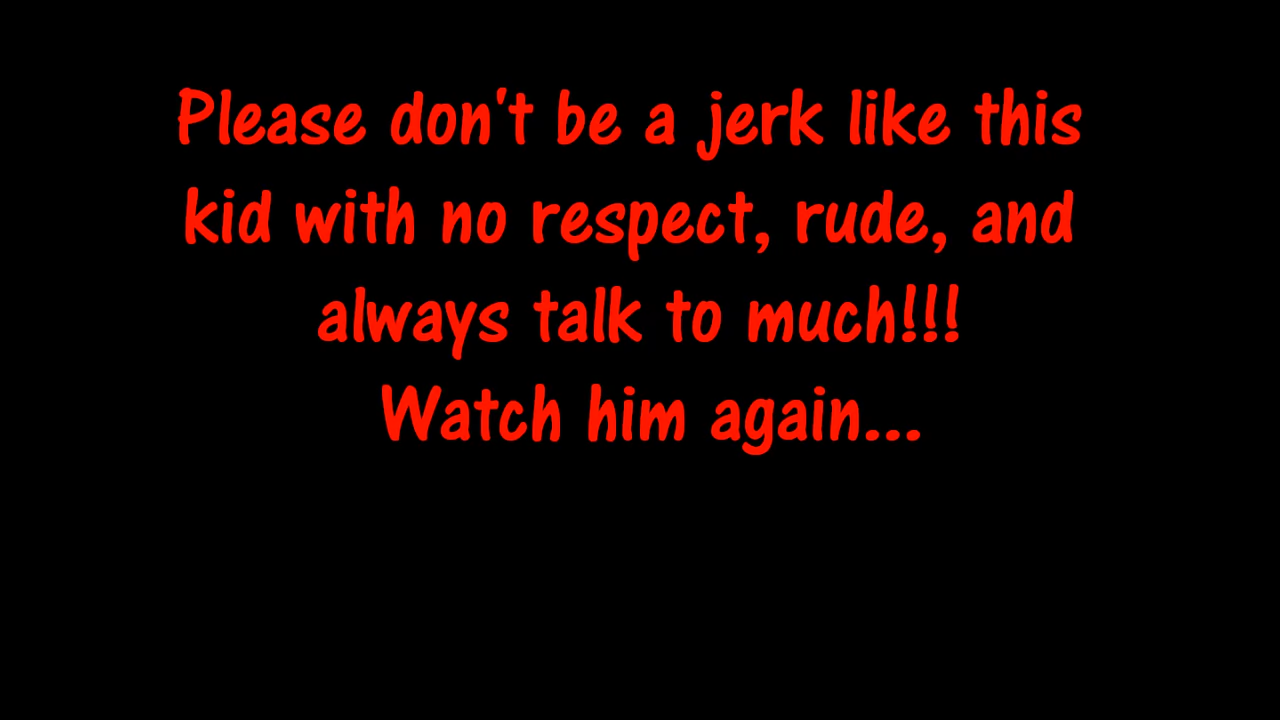 Please don't be a jerk like this
kid with no respect, rude, and
always talk to much!!!
Watch him again...